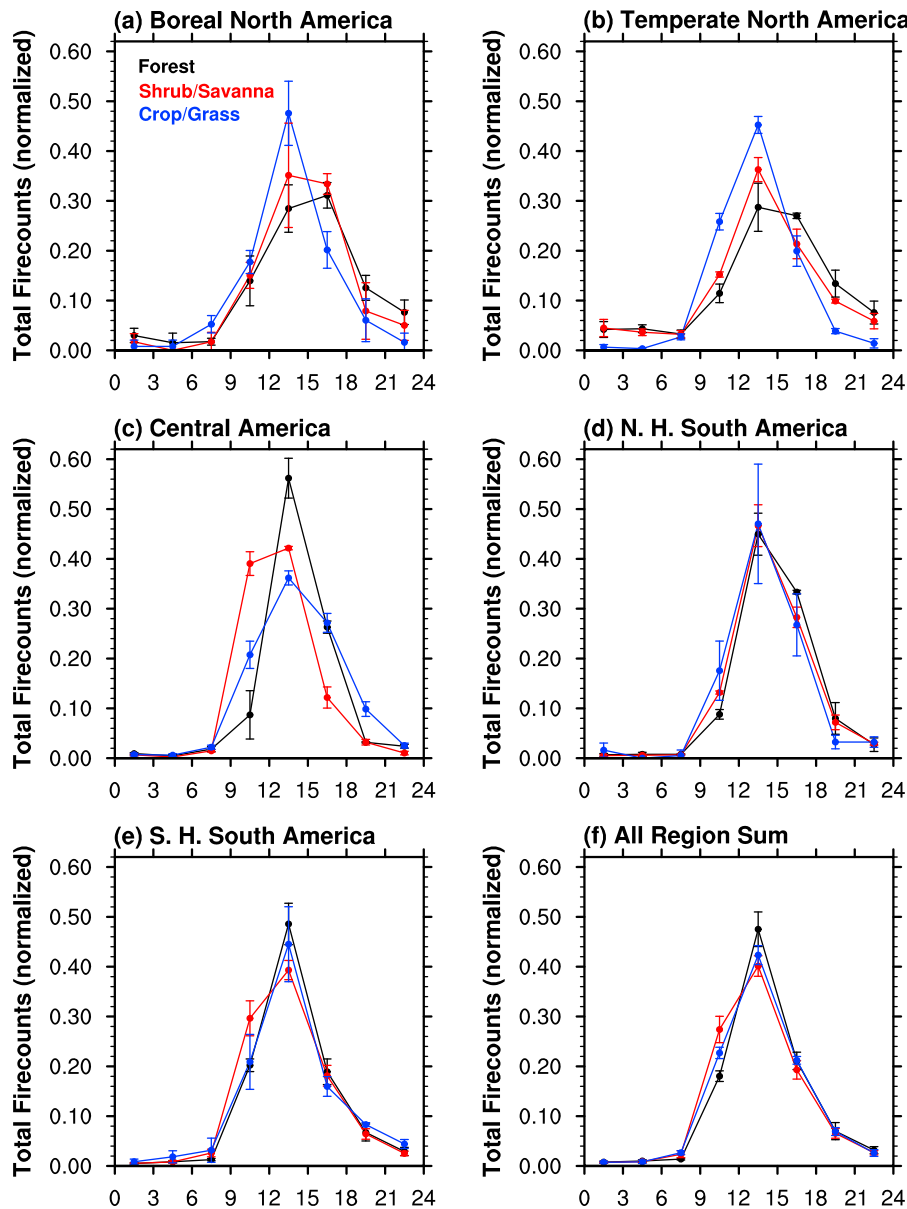 (a) Boreal North America
Total Firecounts (normalized)
0.60
0.50
0.40
0.30
0.20
0.10
0.00
Forest
Shrub/Savanna
Crop/Grass
0 3 6 9 12 15 18 21 24
(b) Temperate North America
Total Firecounts (normalized)
0.60
0.50
0.40
0.30
0.20
0.10
0.00
0 3 6 9 12 15 18 21 24
(c) Central America
Total Firecounts (normalized)
0.60
0.50
0.40
0.30
0.20
0.10
0.00
0 3 6 9 12 15 18 21 24
(d) N. H. South America
Total Firecounts (normalized)
0.60
0.50
0.40
0.30
0.20
0.10
0.00
0 3 6 9 12 15 18 21 24
(e) S. H. South America
Total Firecounts (normalized)
0.60
0.50
0.40
0.30
0.20
0.10
0.00
0 3 6 9 12 15 18 21 24
(f) All Region Sum
Total Firecounts (normalized)
0.60
0.50
0.40
0.30
0.20
0.10
0.00
0 3 6 9 12 15 18 21 24